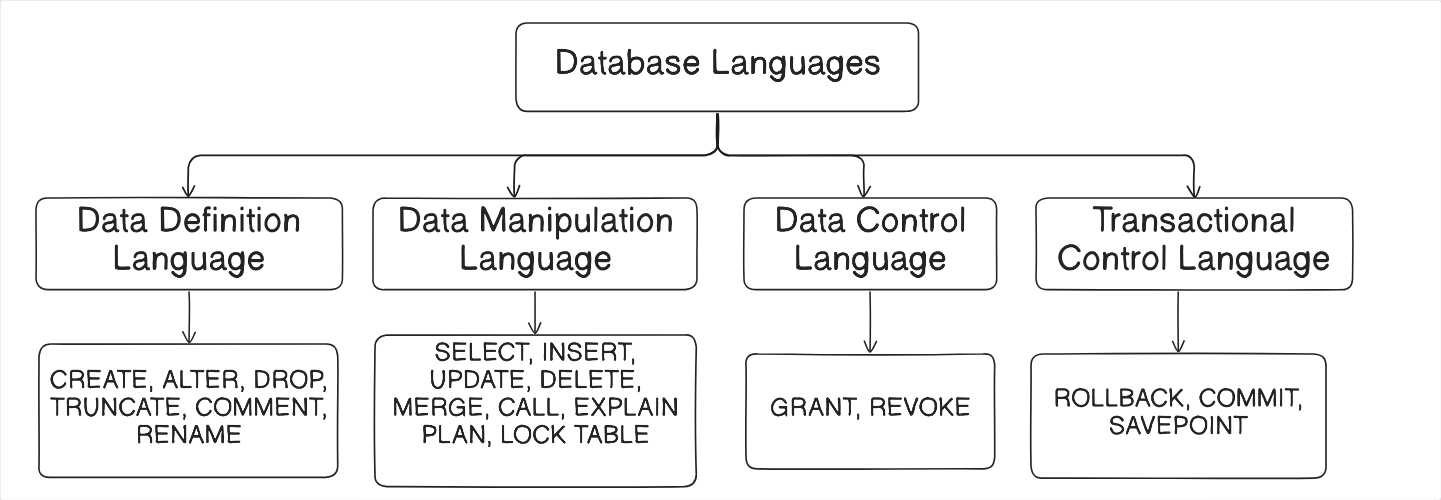 Database Languages
Data Definition
Language
Data Manipulation
Language
Data Control
Language
Transactional
Control Language
CREATE, ALTER, DROP,
TRUNCATE, COMMENT,
RENAME
SELECT, INSERT,
UPDATE, DELETE,
MERGE, CALL, EXPLAIN
PLAN, LOCK TABLE
GRANT, REVOKE
ROLLBACK, COMMIT,
SAVEPOINT